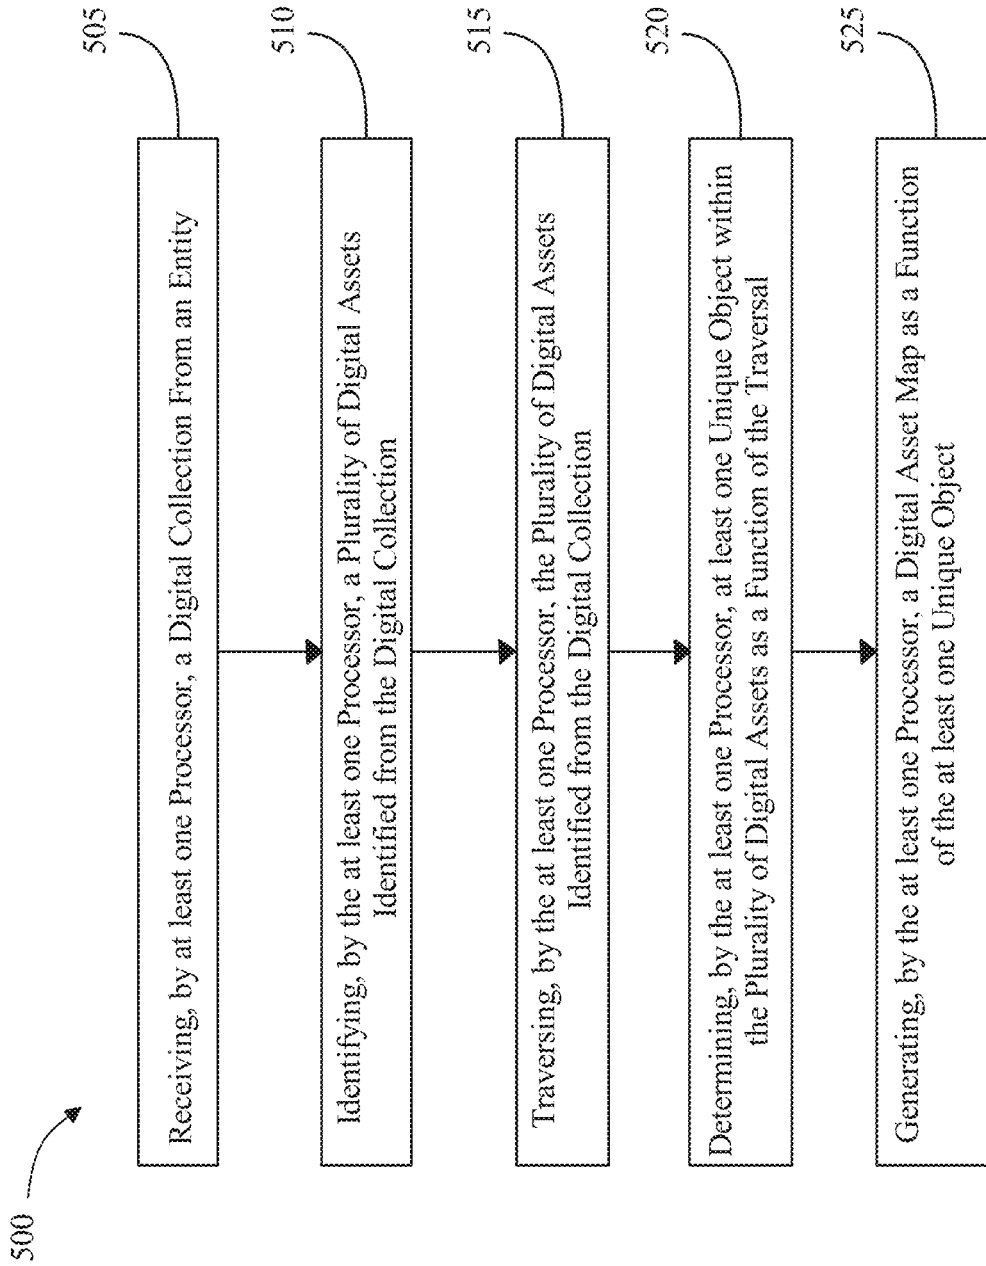 500
505
Receiving, by at least one Processor, a Digital Collection From an Entity
510
Identifying, by the at least one Processor, a Plurality of Digital Assets
Identified from the Digital Collection
515
Traversing, by the at least one Processor, the Plurality of Digital Assets
Identified from the Digital Collection
520
Determining, by the at least one Processor, at least one Unique Object within
the Plurality of Digital Assets as a Function of the Traversal
525
Generating, by the at least one Processor, a Digital Asset Map as a Function
of the at least one Unique Object